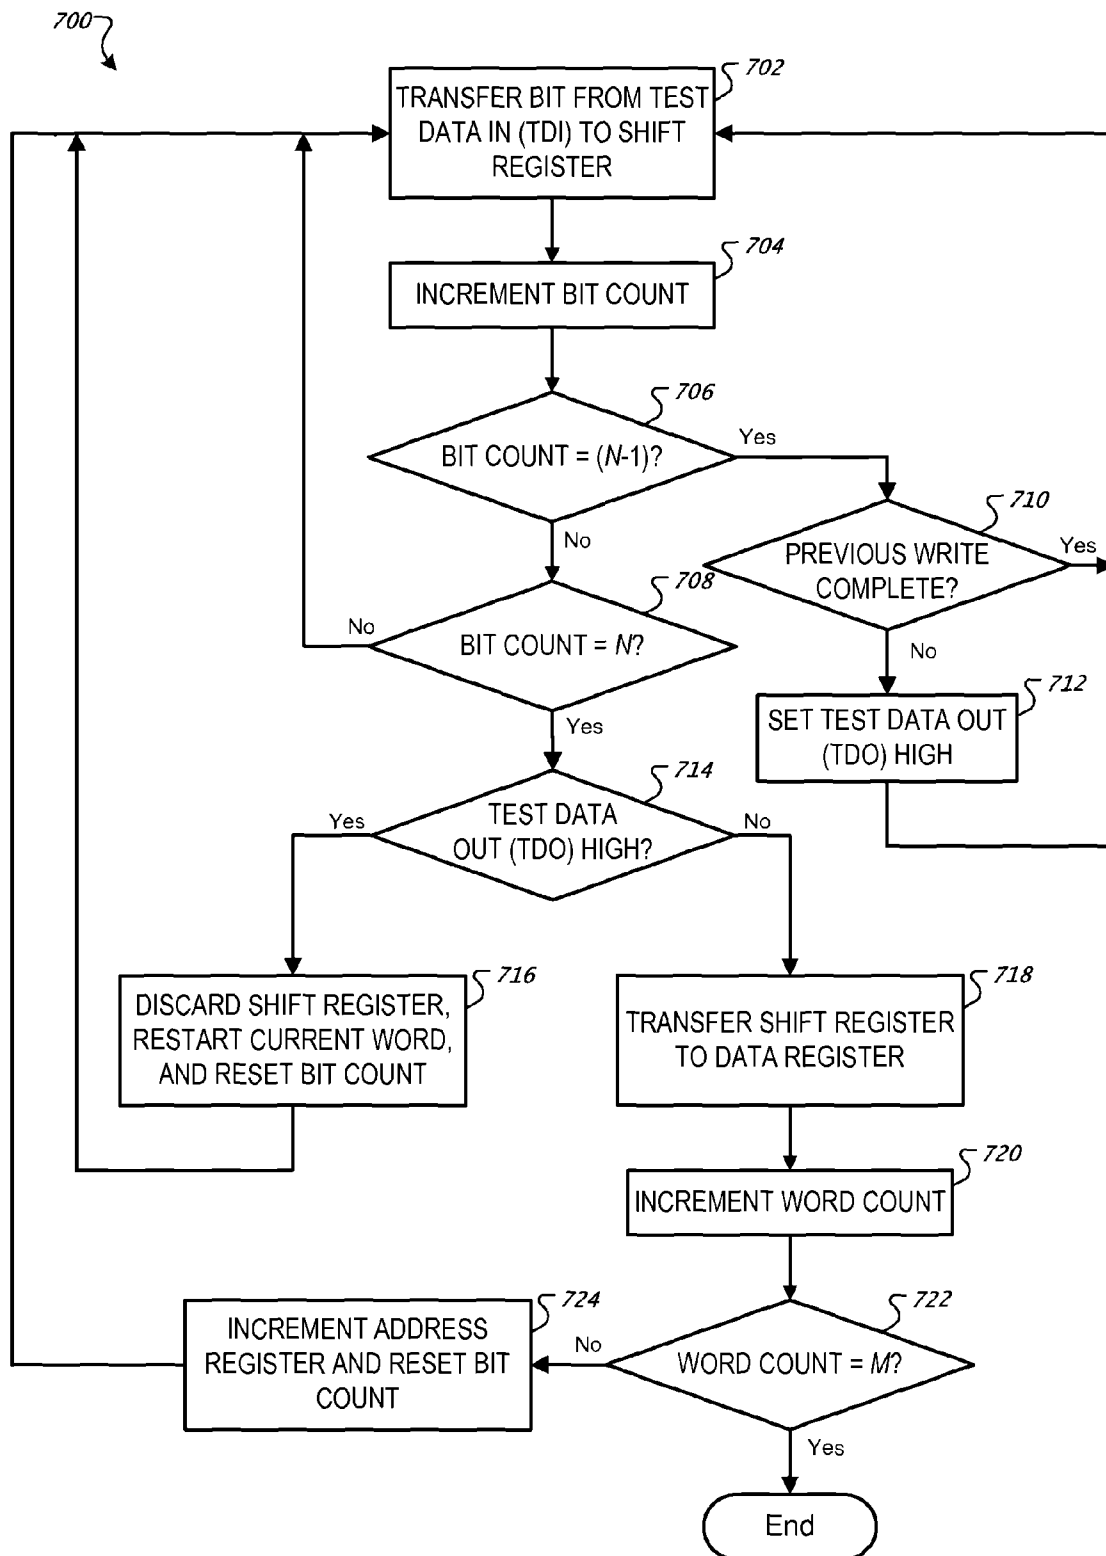 700
702
TRANSFER BIT FROM TEST
DATA IN (TDI) TO SHIFT
REGISTER
704
INCREMENT BIT COUNT
706
BIT COUNT = (N-1)?
Yes
No
710
PREVIOUS WRITE
COMPLETE?
Yes
No
708
BIT COUNT = N?
No
Yes
712
SET TEST DATA OUT
(TDO) HIGH
714
TEST DATA
OUT (TDO) HIGH?
Yes
No
716
DISCARD SHIFT REGISTER,
RESTART CURRENT WORD,
AND RESET BIT COUNT
718
TRANSFER SHIFT REGISTER
TO DATA REGISTER
720
INCREMENT WORD COUNT
722
WORD COUNT = M?
No
Yes
724
INCREMENT ADDRESS
REGISTER AND RESET BIT
COUNT
End